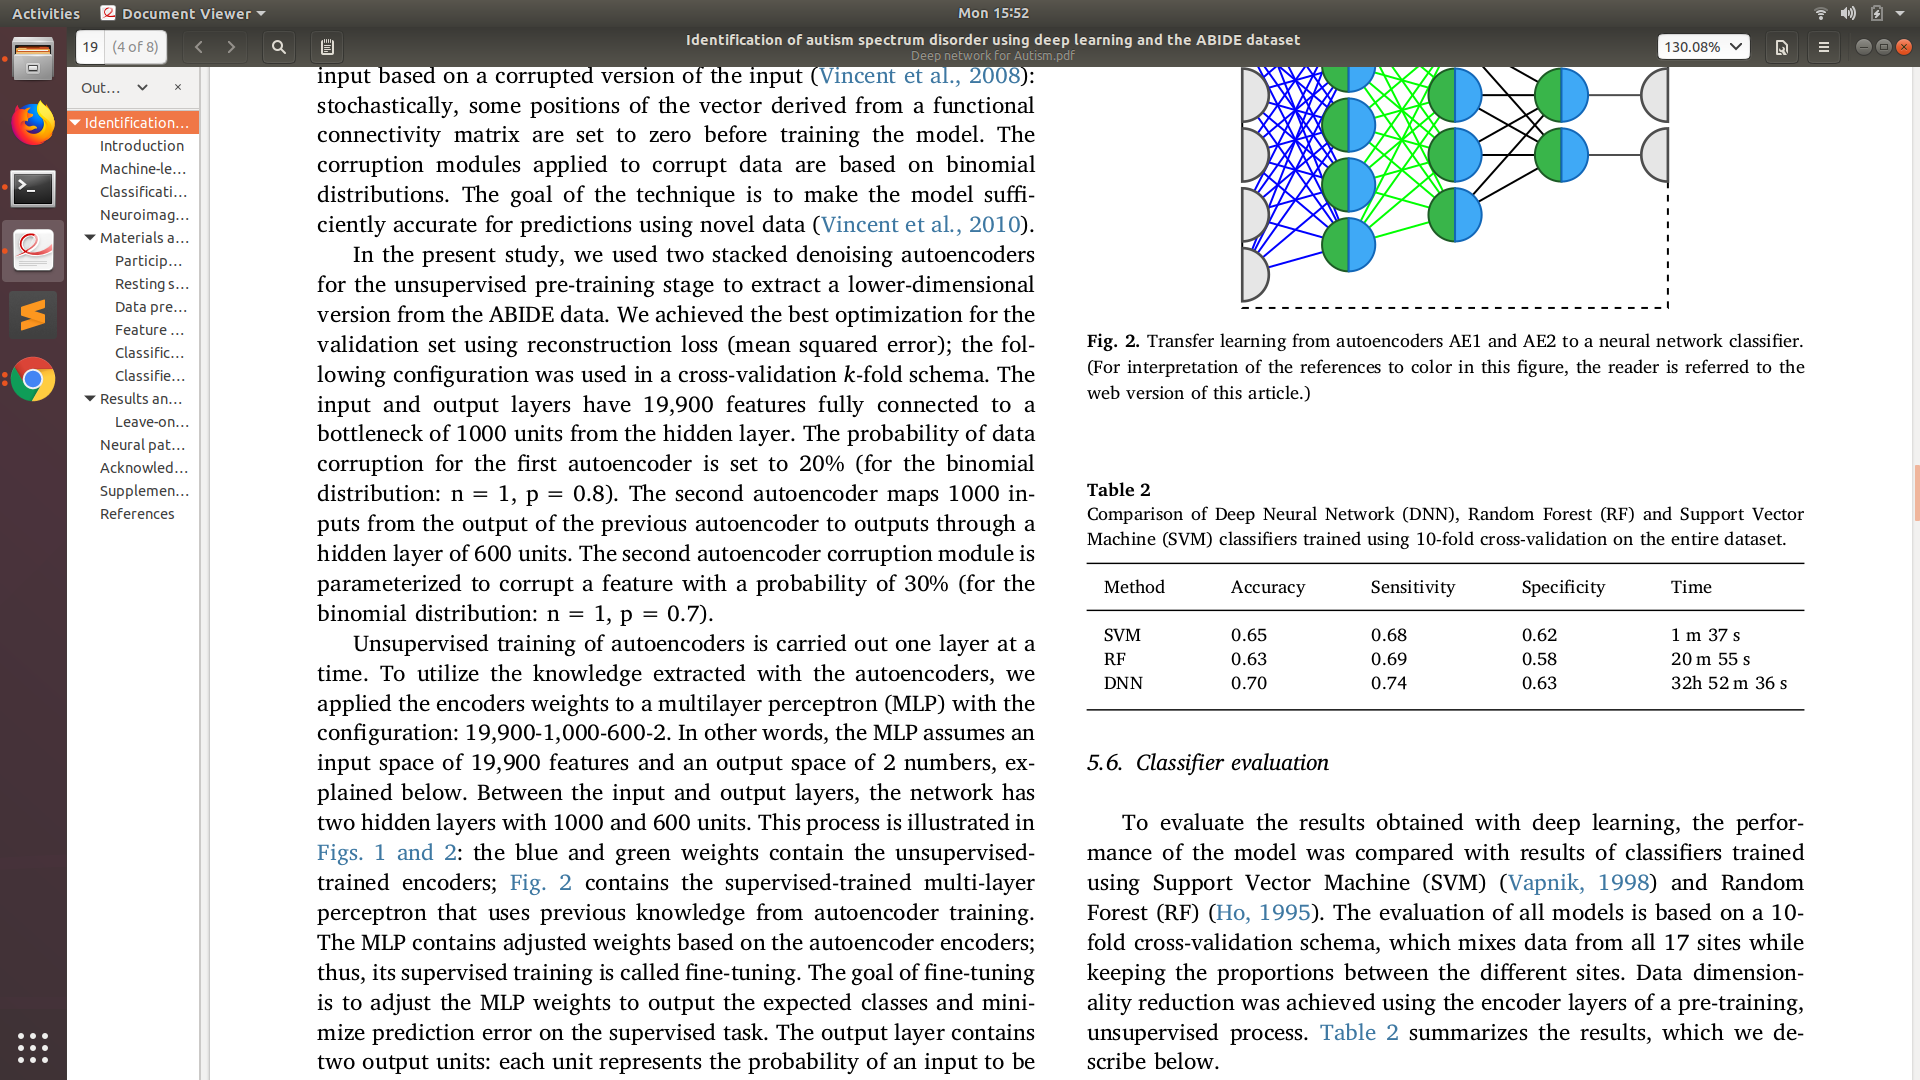 Activities
Document Viewer
Mon 15:52
19
(4 of 8)
Identification of autism spectrum disorder using deep learning and the ABIDE dataset
Deep network for Autism.pdf
130.08%
Out...
Identification...
Introduction
Machine-le...
Classificati...
Neuroimag...
Materials a...
Particip...
Resting s...
Data pre...
Feature ...
Classific...
Classifie...
Results an...
Leave-on...
Neural pat...
Acknowled...
Supplemen...
References
input based on a corrupted version of the input (Vincent et al., 2008):
stochastically, some positions of the vector derived from a functional
connectivity matrix are set to zero before training the model. The
corruption modules applied to corrupt data are based on binomial
distributions. The goal of the technique is to make the model suffi-
ciently accurate for predictions using novel data (Vincent et al., 2010).
In the present study, we used two stacked denoising autoencoders
for the unsupervised pre-training stage to extract a lower-dimensional
version from the ABIDE data. We achieved the best optimization for the
validation set using reconstruction loss (mean squared error); the fol-
lowing configuration was used in a cross-validation k-fold schema. The
input and output layers have 19,900 features fully connected to a
bottleneck of 1000 units from the hidden layer. The probability of data
corruption for the first autoencoder is set to 20% (for the binomial
distribution: n = 1, p = 0.8). The second autoencoder maps 1000 in-
puts from the output of the previous autoencoder to outputs through a
hidden layer of 600 units. The second autoencoder corruption module is
parameterized to corrupt a feature with a probability of 30% (for the
binomial distribution: n = 1, p = 0.7).
Unsupervised training of autoencoders is carried out one layer at a
time. To utilize the knowledge extracted with the autoencoders, we
applied the encoders weights to a multilayer perceptron (MLP) with the
configuration: 19,900-1,000-600-2. In other words, the MLP assumes an
input space of 19,900 features and an output space of 2 numbers, ex-
plained below. Between the input and output layers, the network has
two hidden layers with 1000 and 600 units. This process is illustrated in
Figs. 1 and 2: the blue and green weights contain the unsupervised-
trained encoders; Fig. 2 contains the supervised-trained multi-layer
perceptron that uses previous knowledge from autoencoder training.
The MLP contains adjusted weights based on the autoencoder encoders;
thus, its supervised training is called fine-tuning. The goal of fine-tuning
is to adjust the MLP weights to output the expected classes and mini-
mize prediction error on the supervised task. The output layer contains
two output units: each unit represents the probability of an input to be
Fig. 2. Transfer learning from autoencoders AE1 and AE2 to a neural network classifier.
(For interpretation of the references to color in this figure, the reader is referred to the
web version of this article.)
Table 2
Comparison of Deep Neural Network (DNN), Random Forest (RF) and Support Vector
Machine (SVM) classifiers trained using 10-fold cross-validation on the entire dataset.
Method Accuracy Sensitivity Specificity Time
SVM 0.65 0.68 0.62 1 m 37 s
RF 0.63 0.69 0.58 20 m 55 s
DNN 0.70 0.74 0.63 32h 52 m 36 s
5.6. Classifier evaluation
To evaluate the results obtained with deep learning, the perfor-
mance of the model was compared with results of classifiers trained
using Support Vector Machine (SVM) (Vapnik, 1998) and Random
Forest (RF) (Ho, 1995). The evaluation of all models is based on a 10-
fold cross-validation schema, which mixes data from all 17 sites while
keeping the proportions between the different sites. Data dimension-
ality reduction was achieved using the encoder layers of a pre-training,
unsupervised process. Table 2 summarizes the results, which we de-
scribe below.